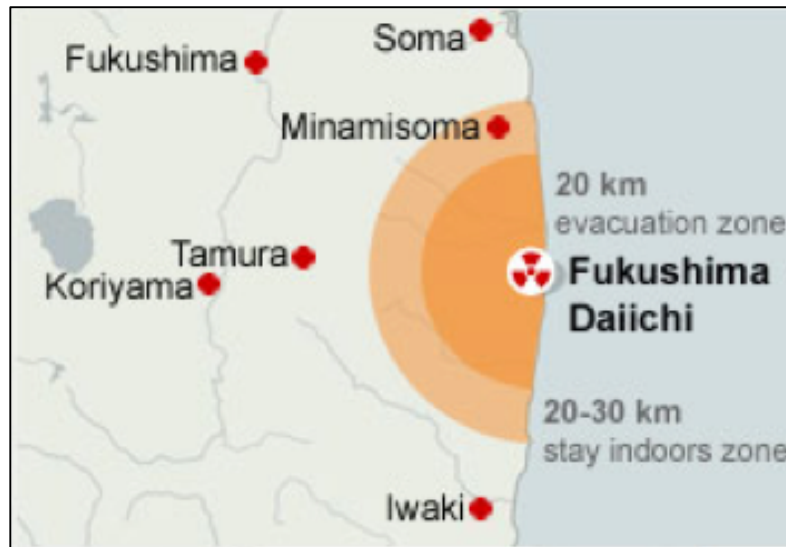 Soma
Fukushima
Minamisoma
20 km
evacuation zone
Tamura
Koriyama
Fukushima
Daiichi
20-30 km
stay indoors zone
Iwaki